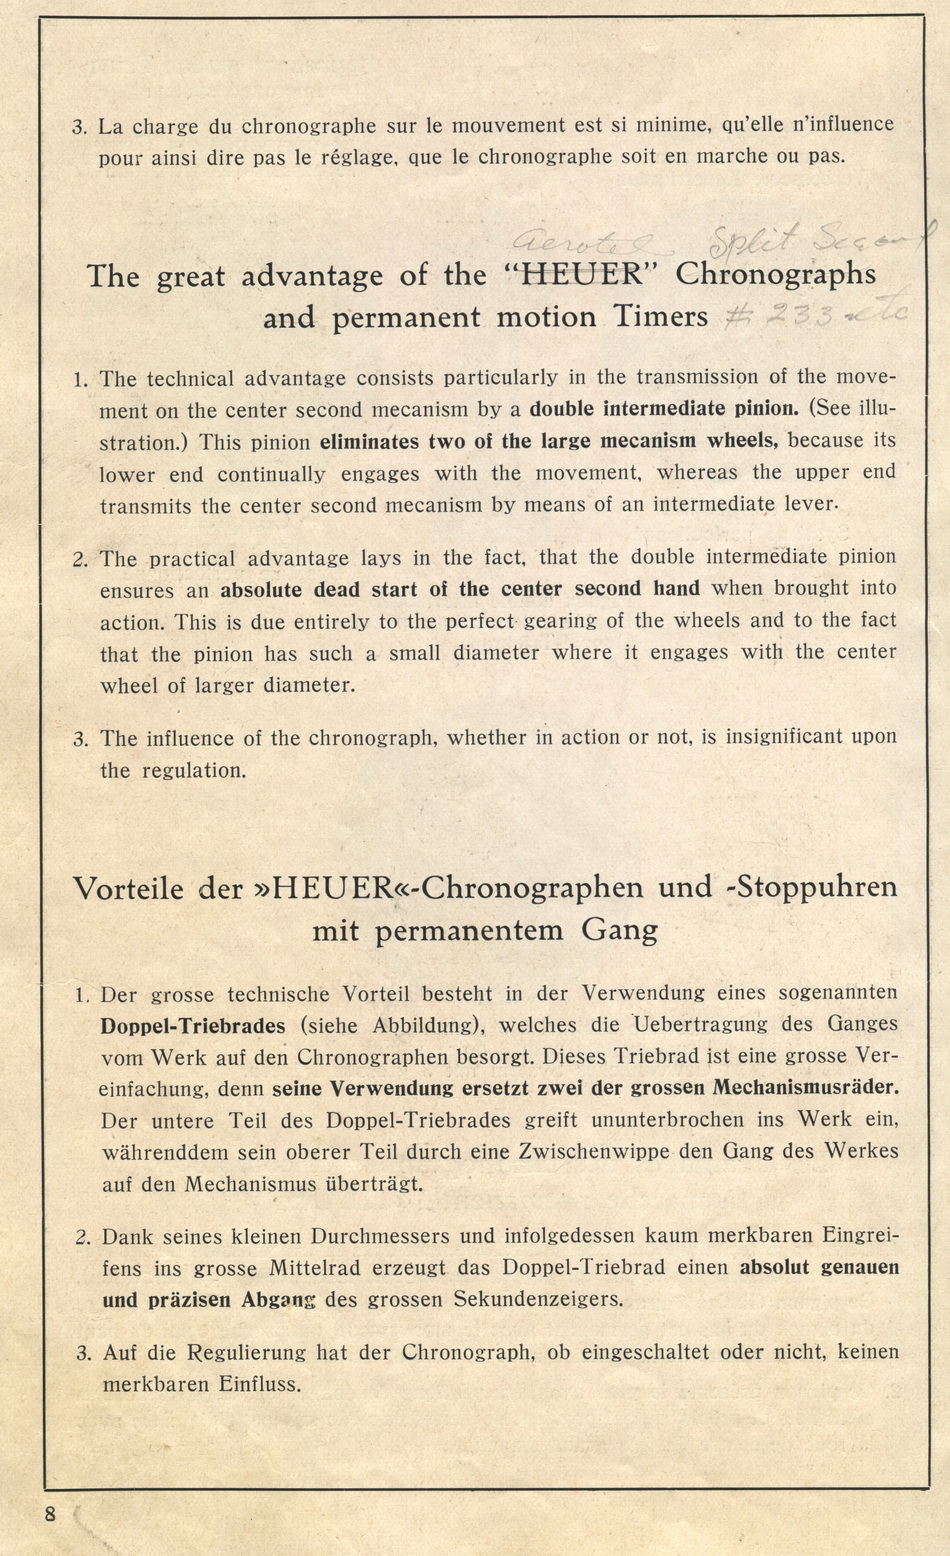 3. La charge du chronographe sur le mouvement est si minime, qu'elle n'influence
pour ainsi dire pas le réglage, que le chronographe soit en marche ou pas.
Split Second
The great advantage of the “HEUER” Chronographs
and permanent motion Timers # 233 etc
1. The technical advantage consists particularly in the transmission of the move-
ment on the center second mecanism by a double intermediate pinion. (See illu-
stration.) This pinion eliminates two of the large mecanism wheels, because its
lower end continually engages with the movement, whereas the upper end
transmits the center second mecanism by means of an intermediate lever.
2. The practical advantage lays in the fact, that the double intermediate pinion
ensures an absolute dead start of the center second hand when brought into
action. This is due entirely to the perfect gearing of the wheels and to the fact
that the pinion has such a small diameter where it engages with the center
wheel of larger diameter.
3. The influence of the chronograph, whether in action or not, is insignificant upon
the regulation.
Vorteile der »HEUER«-Chronographen und -Stoppuhren
mit permanentem Gang
1. Der grosse technische Vorteil besteht in der Verwendung eines sogenannten
Doppel-Triebrades (siehe Abbildung), welches die Uebertragung des Ganges
vom Werk auf den Chronographen besorgt. Dieses Triebrad ist eine grosse Ver-
einfachung, denn seine Verwendung ersetzt zwei der grossen Mechanismusräder.
Der untere Teil des Doppel-Triebrades greift ununterbrochen ins Werk ein,
währenddem sein oberer Teil durch eine Zwischenwippe den Gang des Werkes
auf den Mechanismus überträgt.
2. Dank seines kleinen Durchmessers und infolgedessen kaum merkbaren Eingrei-
fens ins grosse Mittelrad erzeugt das Doppel-Triebrad einen absolut genauen
und präzisen Abgang des grossen Sekundenzeigers.
3. Auf die Regulierung hat der Chronograph, ob eingeschaltet oder nicht, keinen
merkbaren Einfluss.
8